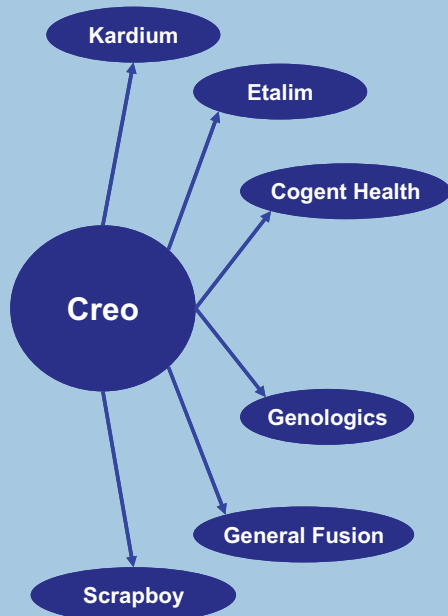 Kardium
Etalim
Cogent Health
Creo
Genologics
General Fusion
Scrapboy